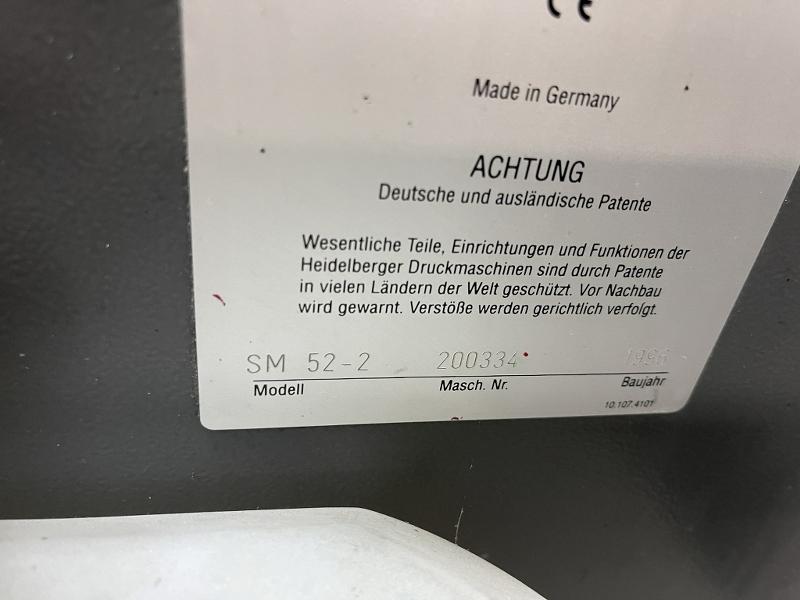 CE
Made in Germany
ACHTUNG
Deutsche und ausländische Patente
Wesentliche Teile, Einrichtungen und Funktionen der
Heidelberger Druckmaschinen sind durch Patente
in vielen Ländern der Welt geschützt. Vor Nachbau
wird gewarnt. Verstöße werden gerichtlich verfolgt.
SM 52-2 200334
Modell Masch. Nr. Baujahr
10.107.4101